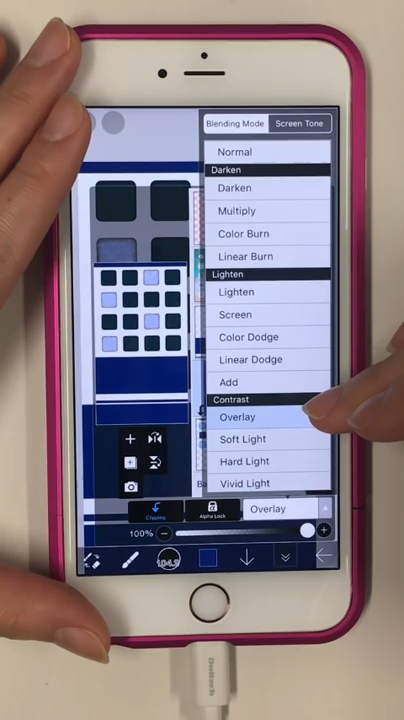 Blending Mode
Screen Tone
Normal
Darken
Darken
Multiply
Color Burn
Linear Burn
Lighten
Lighten
Screen
Color Dodge
Linear Dodge
Add
Contrast
Overlay
Soft Light
Hard Light
Vivid Light
Clipping
Alpha Lock
Overlay
100%